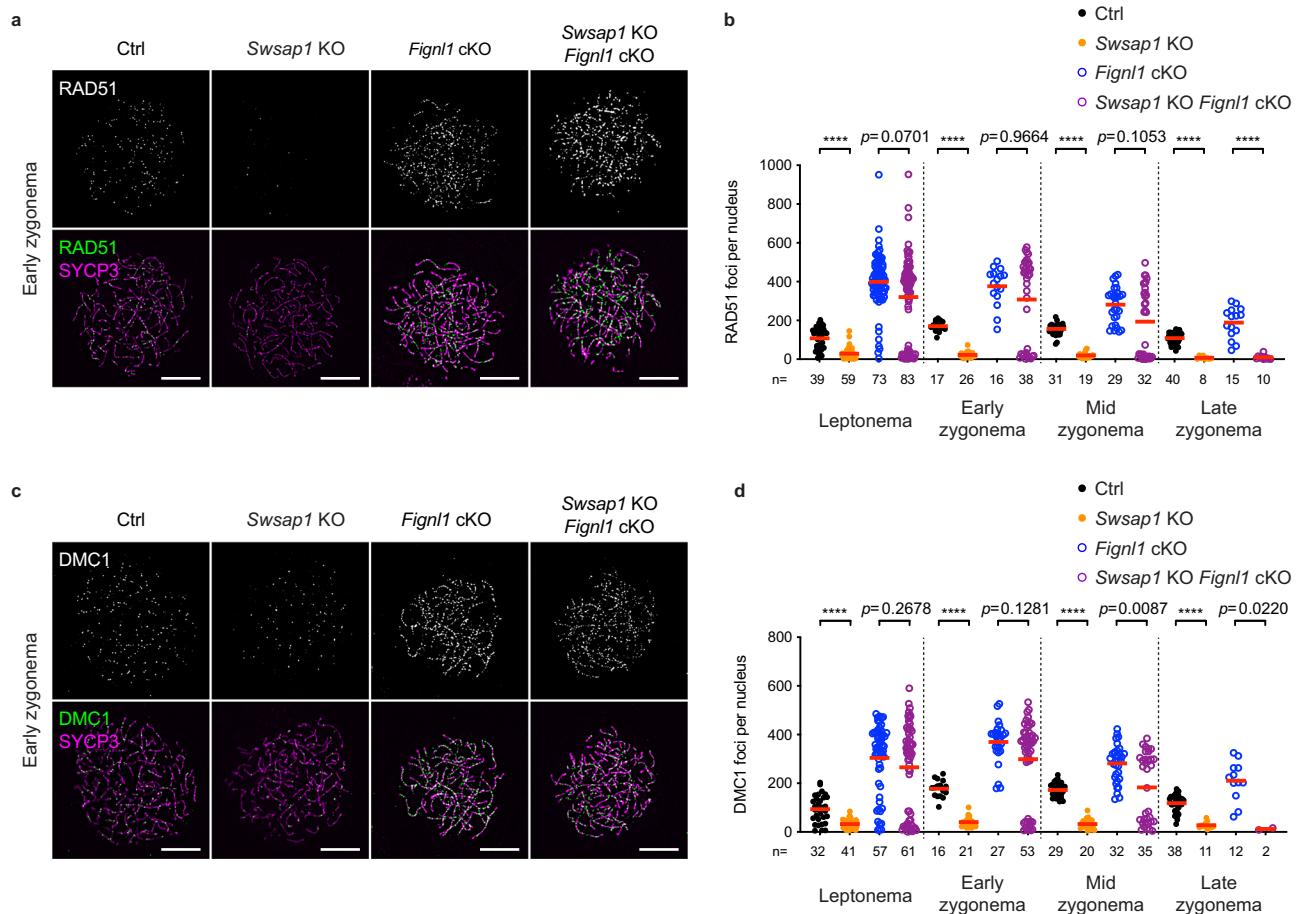 a
Ctrl
Swsap1 KO
Fignl1 cKO
Swsap1 KO
Fignl1 cKO
Early zygonema
RAD51
RAD51
SYCP3
b
Ctrl
Swsap1 KO
Fignl1 cKO
Swsap1 KO Fignl1 cKO
**** p= 0.0701 **** p= 0.9664 **** p= 0.1053 **** ****
RAD51 foci per nucleus
1000
800
600
400
200
0
n= 39 59 73 83 17 26 16 38 31 19 29 32 40 8 15 10
Leptonema
Early
zygonema
Mid
zygonema
Late
zygonema
c
Ctrl
Swsap1 KO
Fignl1 cKO
Swsap1 KO
Fignl1 cKO
Early zygonema
DMC1
DMC1
SYCP3
d
Ctrl
Swsap1 KO
Fignl1 cKO
Swsap1 KO Fignl1 cKO
**** p= 0.2678 **** p= 0.1281 **** p= 0.0087 **** p= 0.0220
DMC1 foci per nucleus
800
600
400
200
0
n= 32 41 57 61 16 21 27 53 29 20 32 35 38 11 12 2
Leptonema
Early
zygonema
Mid
zygonema
Late
zygonema